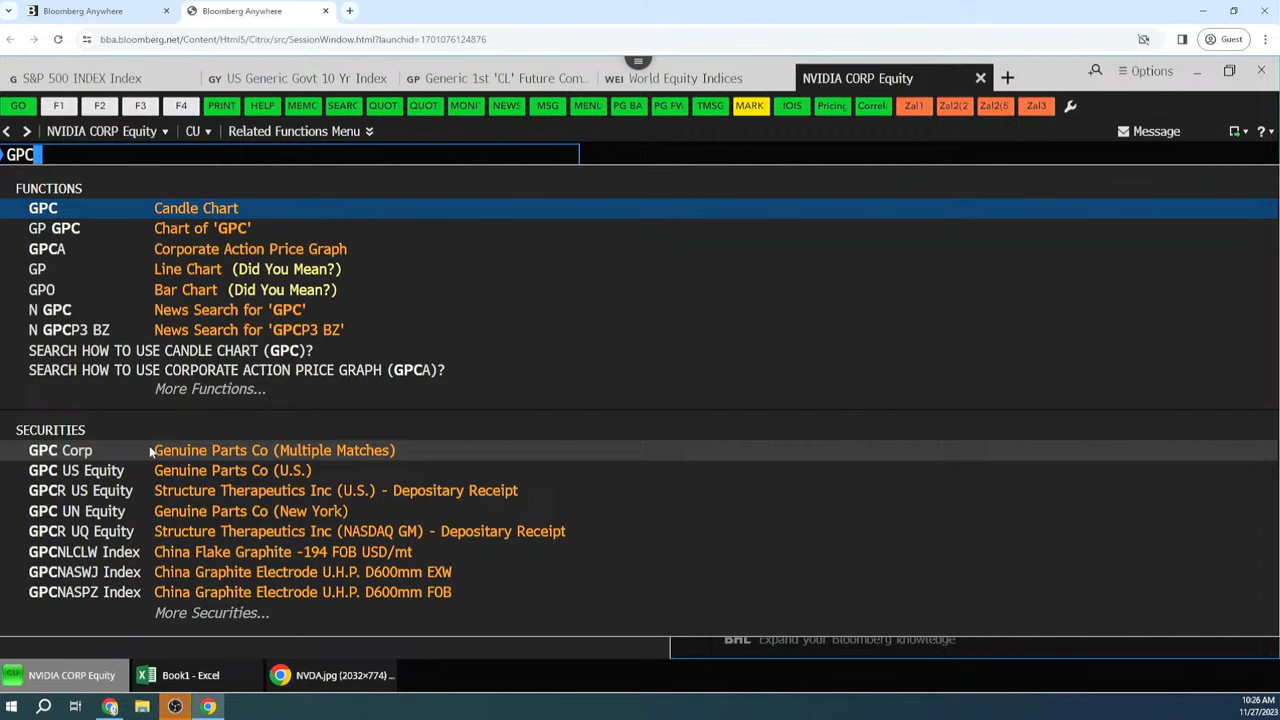 Bloomberg Anywhere
Bloomberg Anywhere
bba.bloomberg.net/Content/Html5/Citrix/src/SessionWindow.html?launchid=1701076124876
Guest
G S&P 500 INDEX Index
GY US Generic Govt 10 Yr Index
GP Generic 1st 'CL' Future Com...
WEI World Equity Indices
NVIDIA CORP Equity
Options
GO F1 F2 F3 F4 PRINT HELP MEMC SEARC QUOT QUOT MONI NEWS MSG MENU PG BA PG FW TMSG MARK IOIS Pricing Correl. Zal1 Zal2(2 Zal2(5 Zal3
NVIDIA CORP Equity CU Related Functions Menu Message ?
GPC
FUNCTIONS
GPC Candle Chart
GP GPC Chart of 'GPC'
GPCA Corporate Action Price Graph
GP Line Chart (Did You Mean?)
GPO Bar Chart (Did You Mean?)
N GPC News Search for 'GPC'
N GPCP3 BZ News Search for 'GPCP3 BZ'
SEARCH HOW TO USE CANDLE CHART (GPC)?
SEARCH HOW TO USE CORPORATE ACTION PRICE GRAPH (GPCA)?
More Functions...
SECURITIES
GPC Corp Genuine Parts Co (Multiple Matches)
GPC US Equity Genuine Parts Co (U.S.)
GPCR US Equity Structure Therapeutics Inc (U.S.) - Depositary Receipt
GPC UN Equity Genuine Parts Co (New York)
GPCR UQ Equity Structure Therapeutics Inc (NASDAQ GM) - Depositary Receipt
GPCNLCLW Index China Flake Graphite -194 FOB USD/mt
GPCNASWJ Index China Graphite Electrode U.H.P. D600mm EXW
GPCNASPZ Index China Graphite Electrode U.H.P. D600mm FOB
More Securities...
BHL Expand your Bloomberg knowledge
CU NVIDIA CORP Equity
Book1 - Excel
NVDA.jpg (2032×774) ...
10:26 AM
11/27/2023